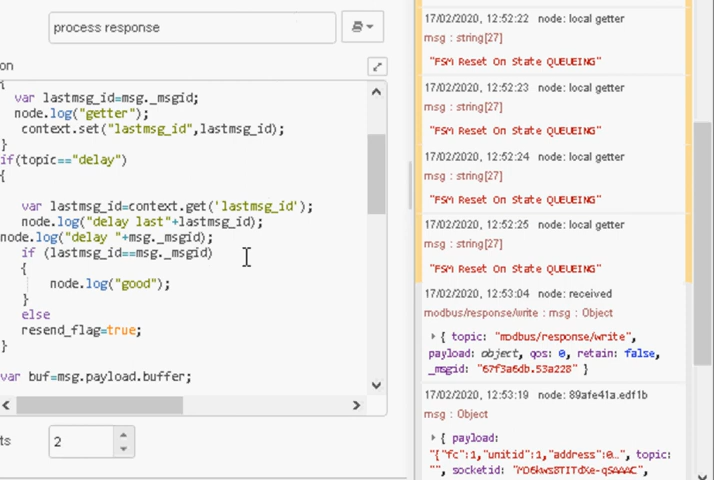 process response
on
{
var lastmsg_id=msg._msgid;
node.log("getter");
context.set("lastmsg_id",lastmsg_id);
}
if(topic=="delay")
{
var lastmsg_id=context.get('lastmsg_id');
node.log("delay last"+lastmsg_id);
node.log("delay "+msg._msgid);
if (lastmsg_id==msg._msgid)
{
node.log("good");
}
else
resend_flag=true;
}
var buf=msg.payload.buffer;
ts
2
17/02/2020, 12:52:22 node: local getter
msg : string[27]
"FSM Reset On State QUEUEING"
17/02/2020, 12:52:23 node: local getter
msg : string[27]
"FSM Reset On State QUEUEING"
17/02/2020, 12:52:24 node: local getter
msg : string[27]
"FSM Reset On State QUEUEING"
17/02/2020, 12:52:25 node: local getter
msg : string[27]
"FSM Reset On State QUEUEING"
17/02/2020, 12:53:04 node: received
modbus/response/write : msg : Object
{ topic: "modbus/response/write",
payload: object, qos: 0, retain: false,
_msgid: "67f3a6db.53a228" }
17/02/2020, 12:53:19 node: 89afe41a.edf1b
msg : Object
{ payload:
"{"fc":1,"unitid":1,"address":0…", topic:
"", socketid: